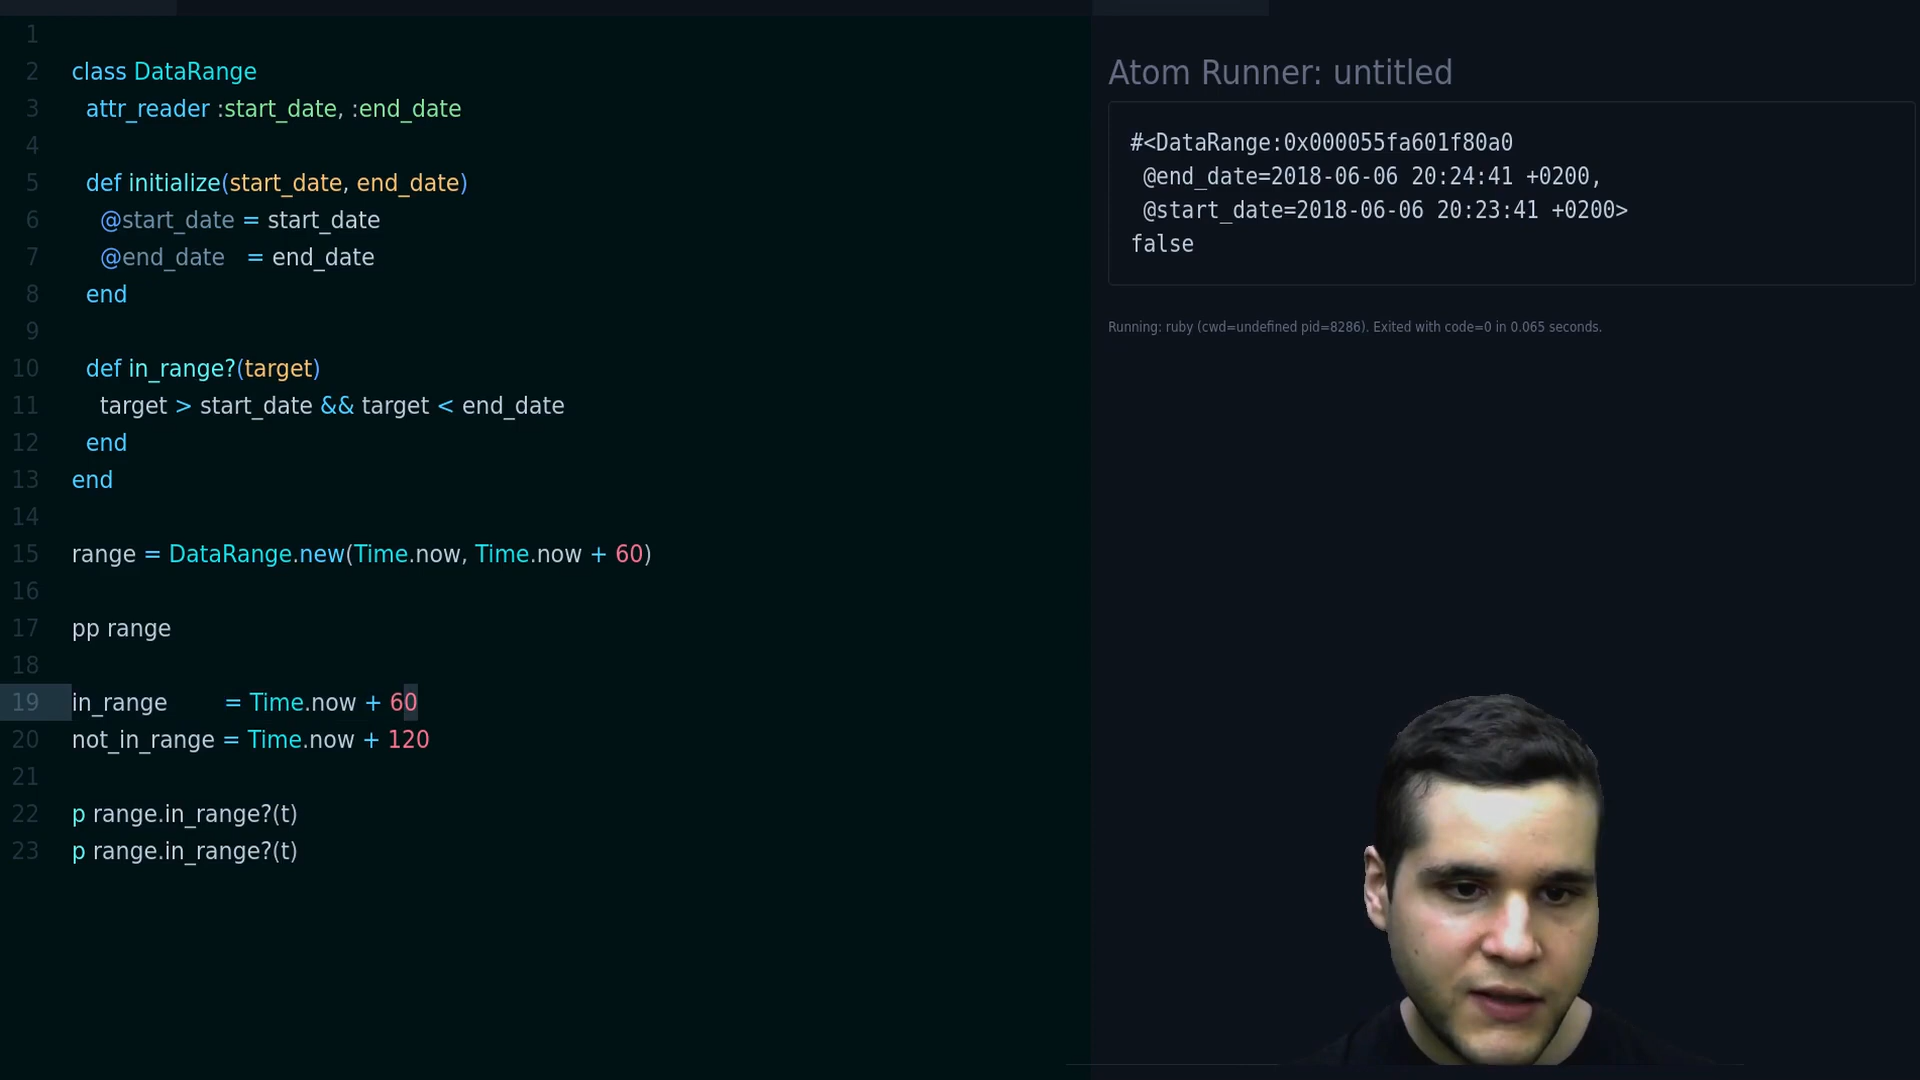 1
2 class DataRange
3 attr_reader :start_date, :end_date
4
5 def initialize(start_date, end_date)
6 @start_date = start_date
7 @end_date = end_date
8 end
9
10 def in_range?(target)
11 target > start_date && target < end_date
12 end
13 end
14
15 range = DataRange.new(Time.now, Time.now + 60)
16
17 pp range
18
19 in_range = Time.now + 60
20 not_in_range = Time.now + 120
21
22 p range.in_range?(t)
23 p range.in_range?(t)
Atom Runner: untitled
#<DataRange:0x000055fa601f80a0
@end_date=2018-06-06 20:24:41 +0200,
@start_date=2018-06-06 20:23:41 +0200>
false
Running: ruby (cwd=undefined pid=8286). Exited with code=0 in 0.065 seconds.